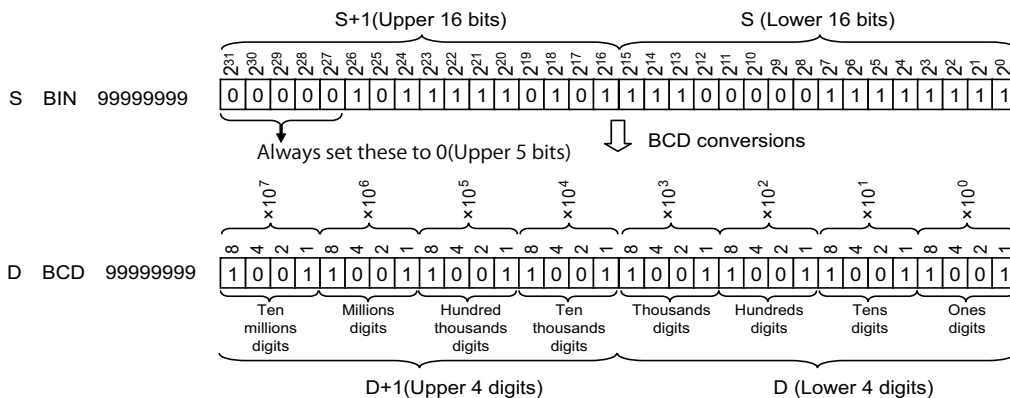 S+1(Upper 16 bits) S (Lower 16 bits)
2³¹ 2³⁰ 2²⁹ 2²⁸ 2²⁷ 2²⁶ 2²⁵ 2²⁴ 2²³ 2²² 2²¹ 2²⁰ 2¹⁹ 2¹⁸ 2¹⁷ 2¹⁶ 2¹⁵ 2¹⁴ 2¹³ 2¹² 2¹¹ 2¹⁰ 2⁹ 2⁸ 2⁷ 2⁶ 2⁵ 2⁴ 2³ 2² 2¹ 2⁰
S BIN 99999999 0 0 0 0 0 1 0 1 1 1 1 1 0 1 0 1 1 1 1 0 0 0 0 0 1 1 1 1 1 1 1 1
Always set these to 0(Upper 5 bits) BCD conversions
×10⁷ ×10⁶ ×10⁵ ×10⁴ ×10³ ×10² ×10¹ ×10⁰
8 4 2 1 8 4 2 1 8 4 2 1 8 4 2 1 8 4 2 1 8 4 2 1 8 4 2 1 8 4 2 1
D BCD 99999999 1 0 0 1 1 0 0 1 1 0 0 1 1 0 0 1 1 0 0 1 1 0 0 1 1 0 0 1 1 0 0 1
Ten millions digits Millions digits Hundred thousands digits Ten thousands digits Thousands digits Hundreds digits Tens digits Ones digits
D+1(Upper 4 digits) D (Lower 4 digits)